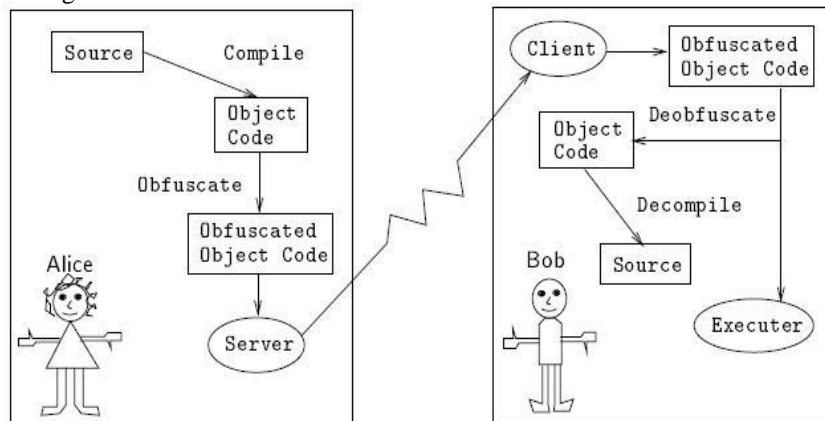 Source
Compile
Object
Code
Obfuscate
Obfuscated
Object Code
Alice
Server
Client
Obfuscated
Object Code
Deobfuscate
Object
Code
Decompile
Source
Bob
Executer